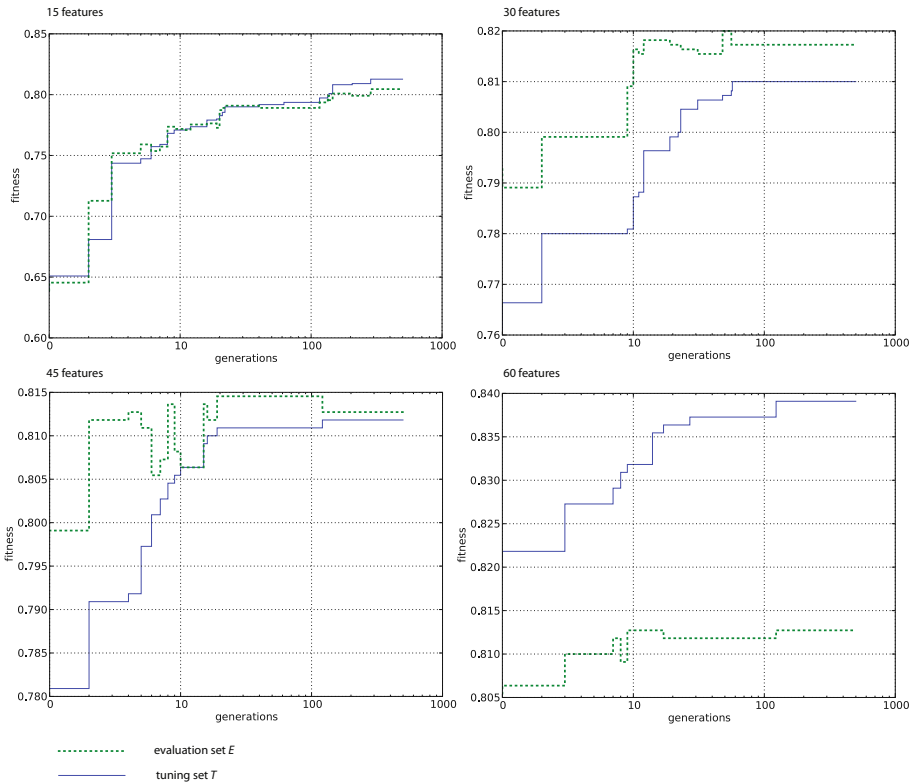 15 features
0.85
0.80
0.75
0.70
0.65
0.60
fitness
0 10 100 1000
generations
30 features
0.82
0.81
0.80
0.79
0.78
0.77
0.76
fitness
0 10 100 1000
generations
45 features
0.815
0.810
0.805
0.800
0.795
0.790
0.785
0.780
fitness
0 10 100 1000
generations
60 features
0.840
0.835
0.830
0.825
0.820
0.815
0.810
0.805
fitness
0 10 100 1000
generations
evaluation set E
tuning set T